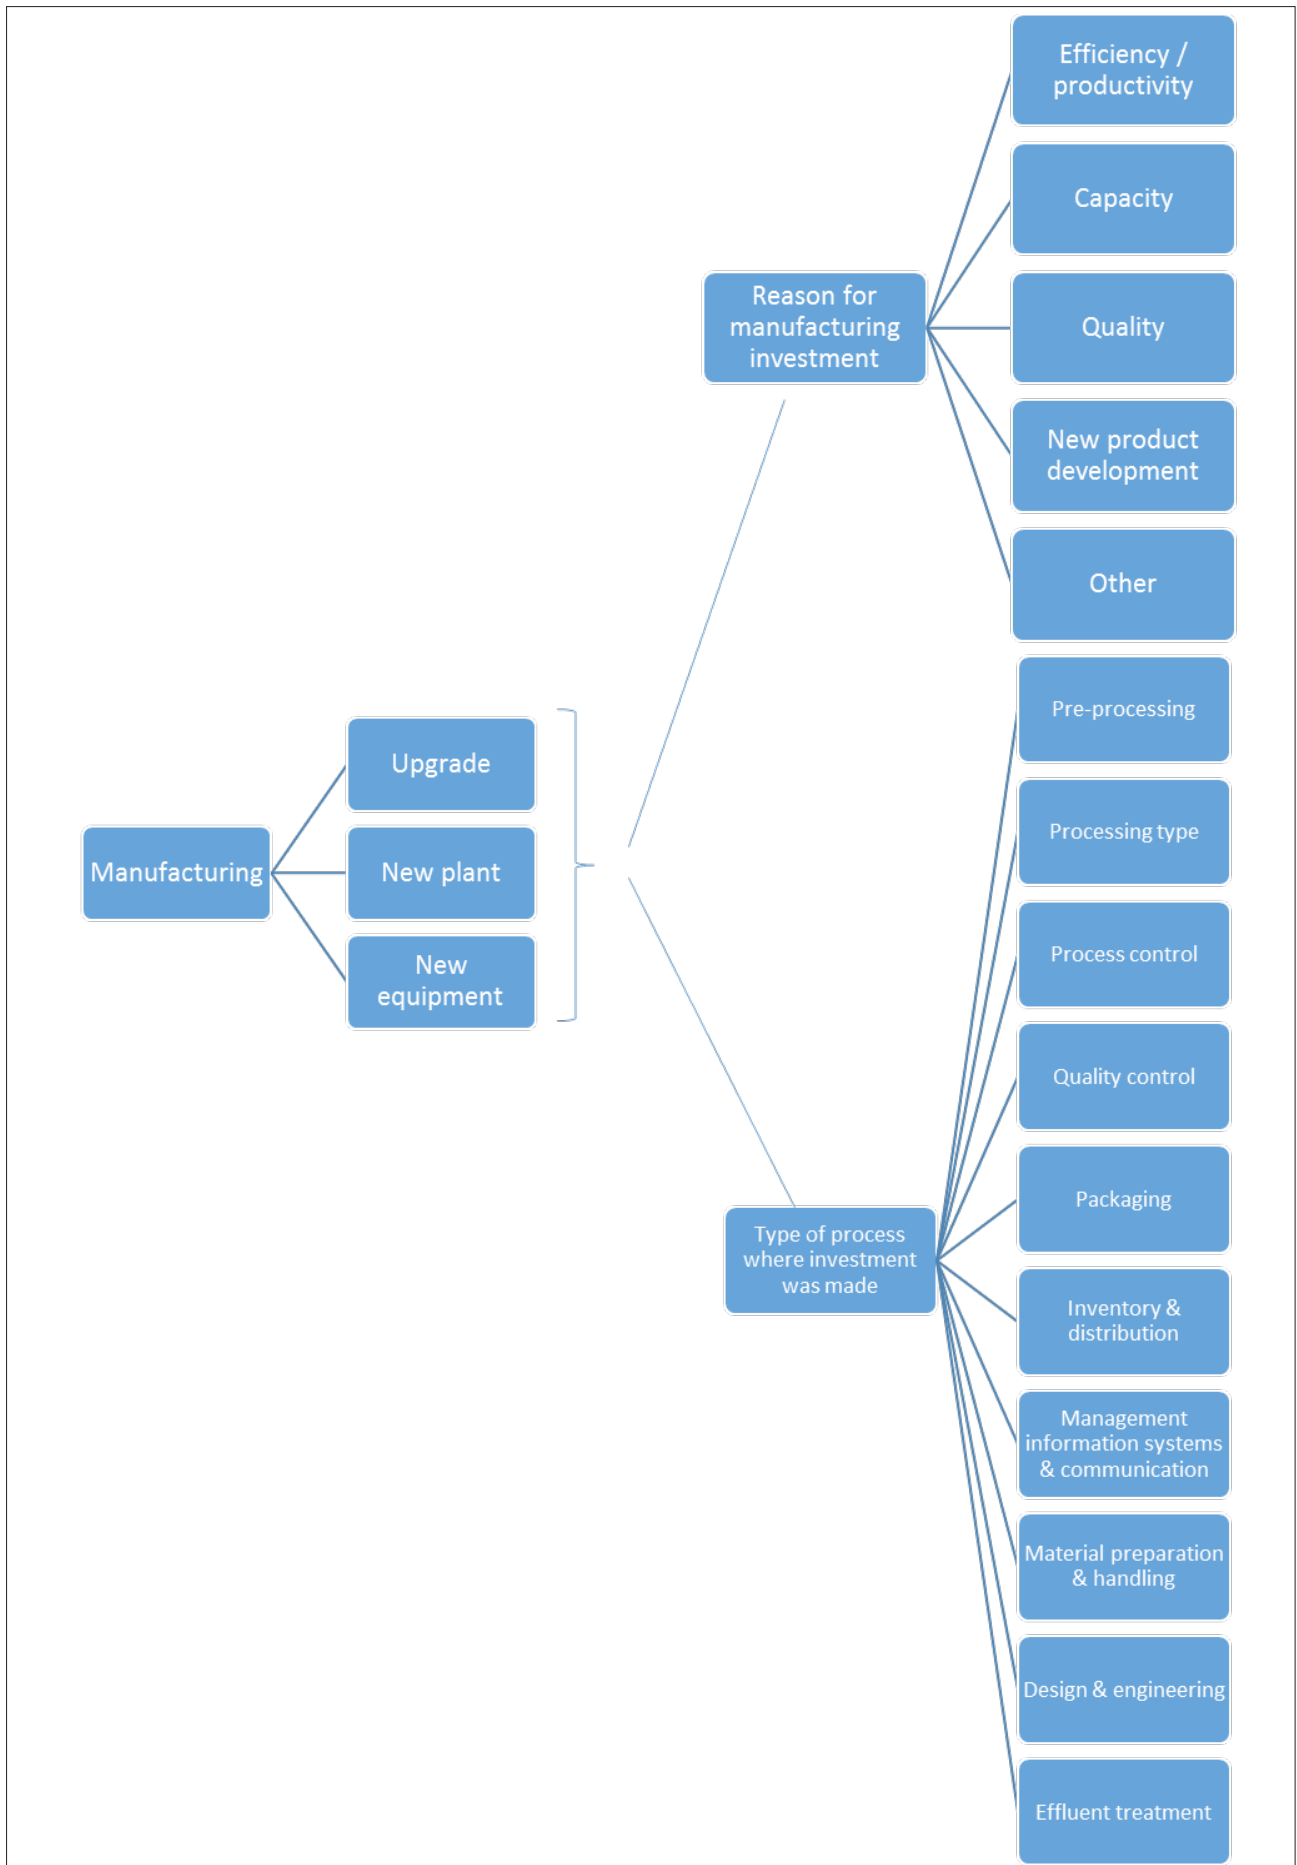 Efficiency /
productivity
Capacity
Reason for
manufacturing
investment
Quality
New product
development
Other
Pre-processing
Upgrade
Processing type
Manufacturing
New plant
Process control
New
equipment
Quality control
Packaging
Type of process
where investment
was made
Inventory &
distribution
Management
information systems
& communication
Material preparation
& handling
Design & engineering
Effluent treatment